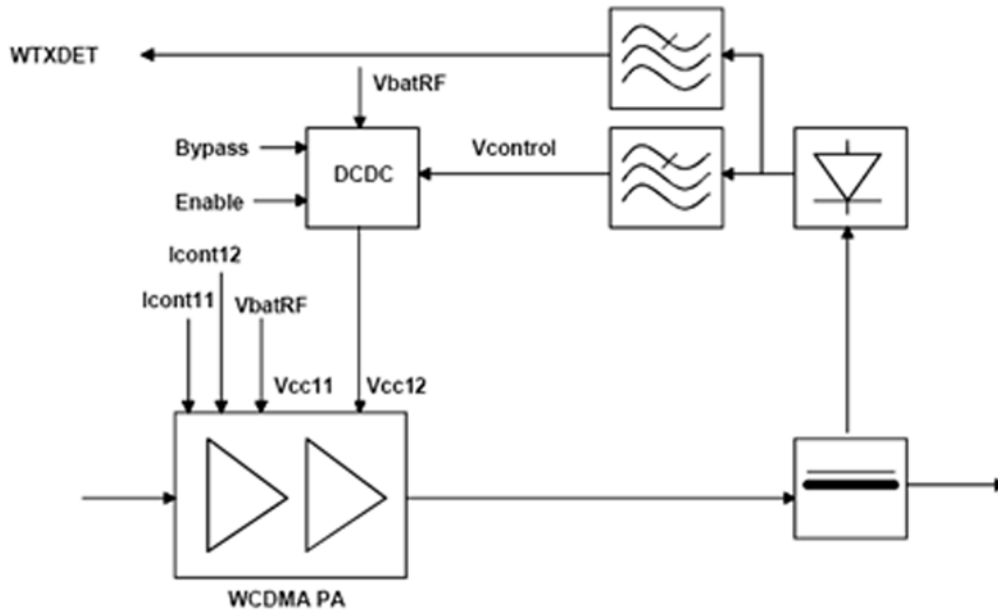 WTXDET
VbatRF
Bypass
Vcontrol
DCDC
Enable
Icont12
Icont11
VbatRF
Vcc11
Vcc12
WCDMA PA